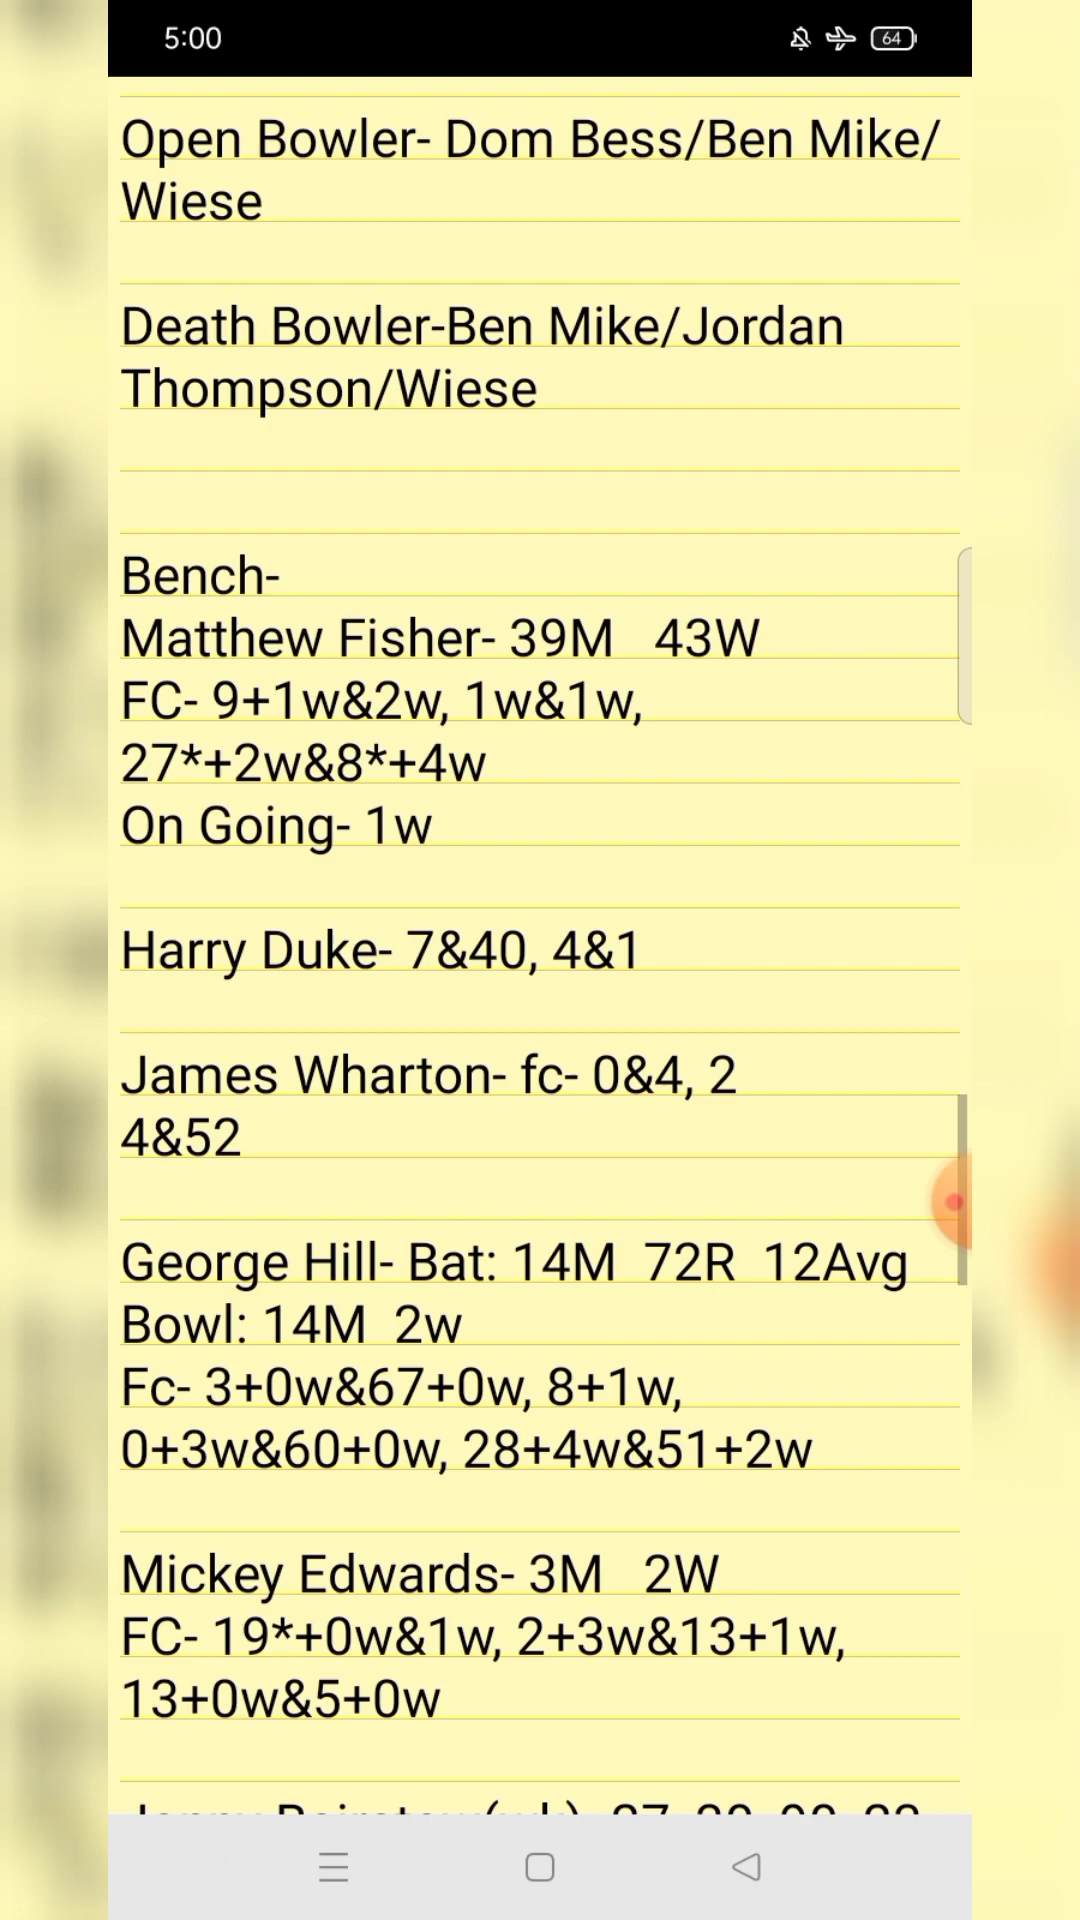 5:00
64
Open Bowler- Dom Bess/Ben Mike/
Wiese
Death Bowler-Ben Mike/Jordan
Thompson/Wiese
Bench-
Matthew Fisher- 39M   43W
FC- 9+1w&2w, 1w&1w,
27*+2w&8*+4w
On Going- 1w
Harry Duke- 7&40, 4&1
James Wharton- fc- 0&4, 2
4&52
George Hill- Bat: 14M  72R  12Avg
Bowl: 14M  2w
Fc- 3+0w&67+0w, 8+1w,
0+3w&60+0w, 28+4w&51+2w
Mickey Edwards- 3M   2W
FC- 19*+0w&1w, 2+3w&13+1w,
13+0w&5+0w